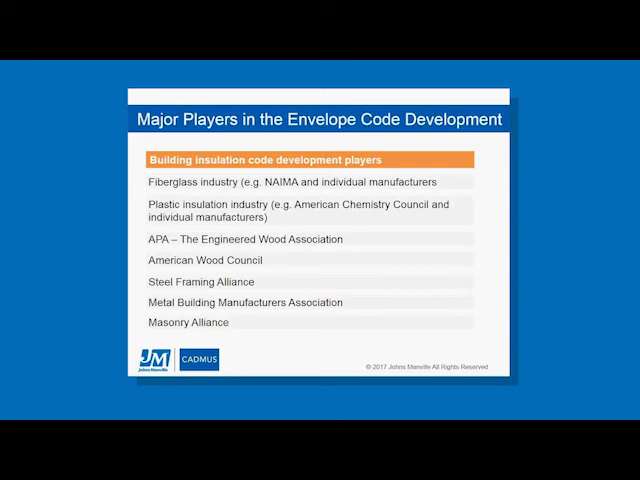 Major Players in the Envelope Code Development
Building insulation code development players
Fiberglass industry (e.g. NAIMA and individual manufacturers
Plastic insulation industry (e.g. American Chemistry Council and
individual manufacturers)
APA – The Engineered Wood Association
American Wood Council
Steel Framing Alliance
Metal Building Manufacturers Association
Masonry Alliance
JM
Johns Manville
CADMUS
© 2017 Johns Manville All Rights Reserved